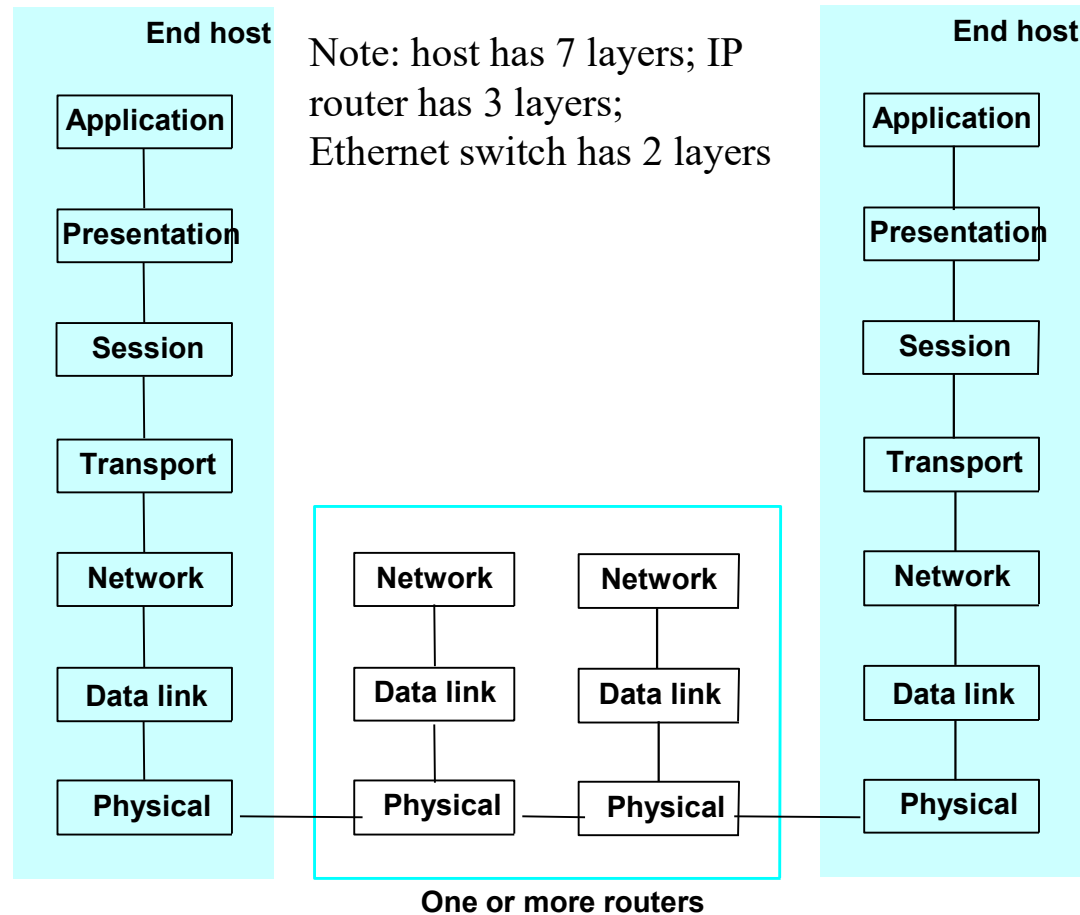 End host
Note: host has 7 layers; IP
router has 3 layers;
Ethernet switch has 2 layers
End host
Application
Presentation
Session
Transport
Network
Data link
Physical
Network
Data link
Physical
Network
Data link
Physical
Application
Presentation
Session
Transport
Network
Data link
Physical
One or more routers